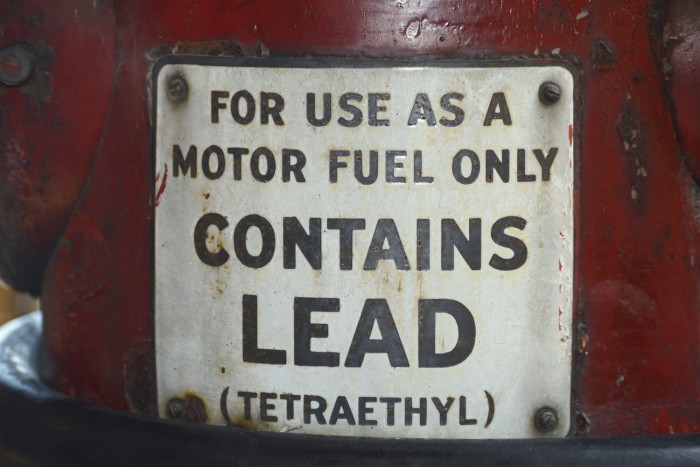 FOR USE AS A
MOTOR FUEL ONLY
CONTAINS
LEAD
(TETRAETHYL)